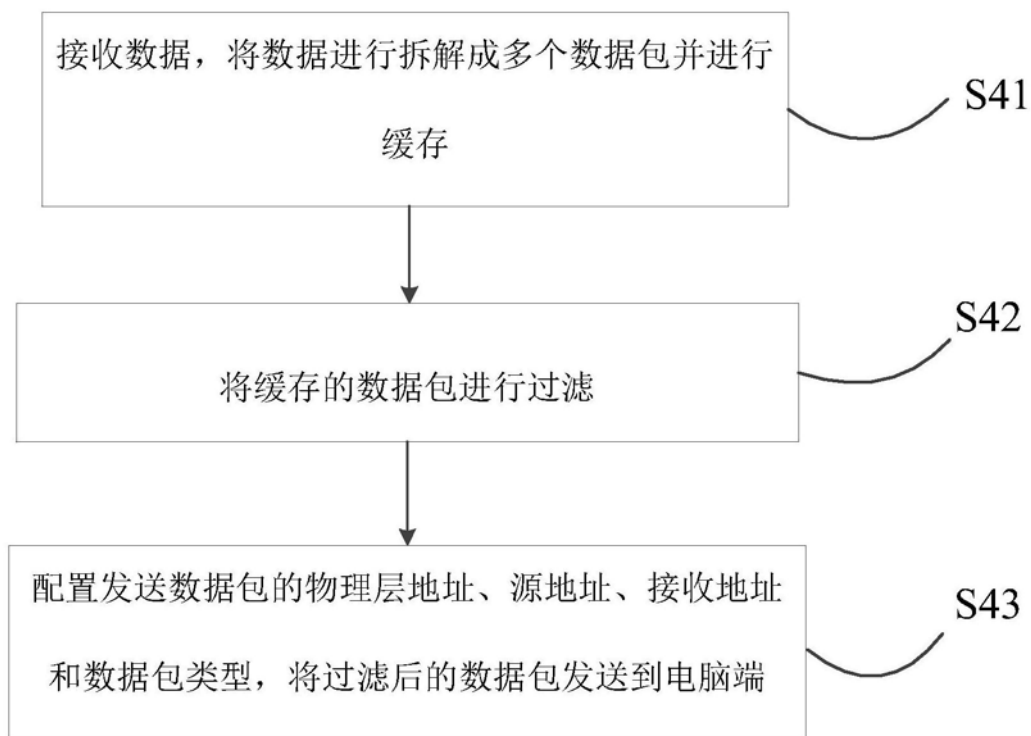 接收数据，将数据进行拆解成多个数据包并进行
缓存
S41
将缓存的数据包进行过滤
S42
配置发送数据包的物理层地址、源地址、接收地址
和数据包类型，将过滤后的数据包发送到电脑端
S43